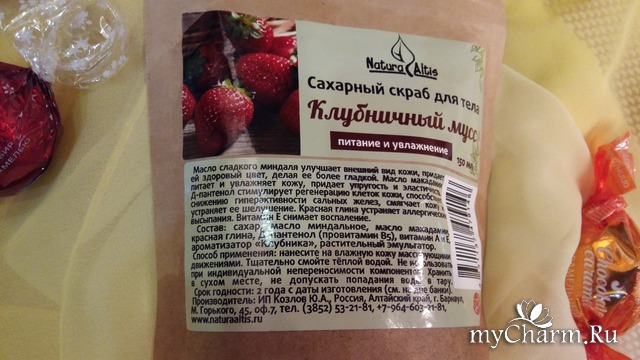 Natura Altis
Сахарный скраб для тела
Клубничный мусс
питание и увлажнение
150 мл
Масло сладкого миндаля улучшает внешний вид кожи, придает
ей здоровый цвет, делая ее более гладкой. Масло макадамии
питает и увлажняет кожу, придает упругость и эластичность.
Д-пантенол стимулирует регенерацию клеток кожи, способствует
снижению гиперактивности сальных желез, смягчает кожу,
устраняет ее шелушение. Красная глина устраняет аллергические
высыпания. Витамин Е снимает воспаление.
Состав: сахар, масло миндальное, масло макадамии,
красная глина, Д-пантенол (провитамин В5), витамин А и Е,
ароматизатор «Клубника», растительный эмульгатор.
Способ применения: нанесите на влажную кожу массирующими
движениями. Тщательно смойте тёплой водой. Не использовать
при индивидуальной непереносимости компонентов. Хранить
в сухом месте, не допускать попадания воды в тару.
Срок годности: 2 года с даты изготовления (см. на дне банки).
Производитель: ИП Козлов Ю.А., Россия, Алтайский край, г. Барнаул,
М. Горького, 45, оф.7, тел. (3852) 53-21-81, +7-964-603-21-81,
www.naturaaltis.ru
myCharm.Ru